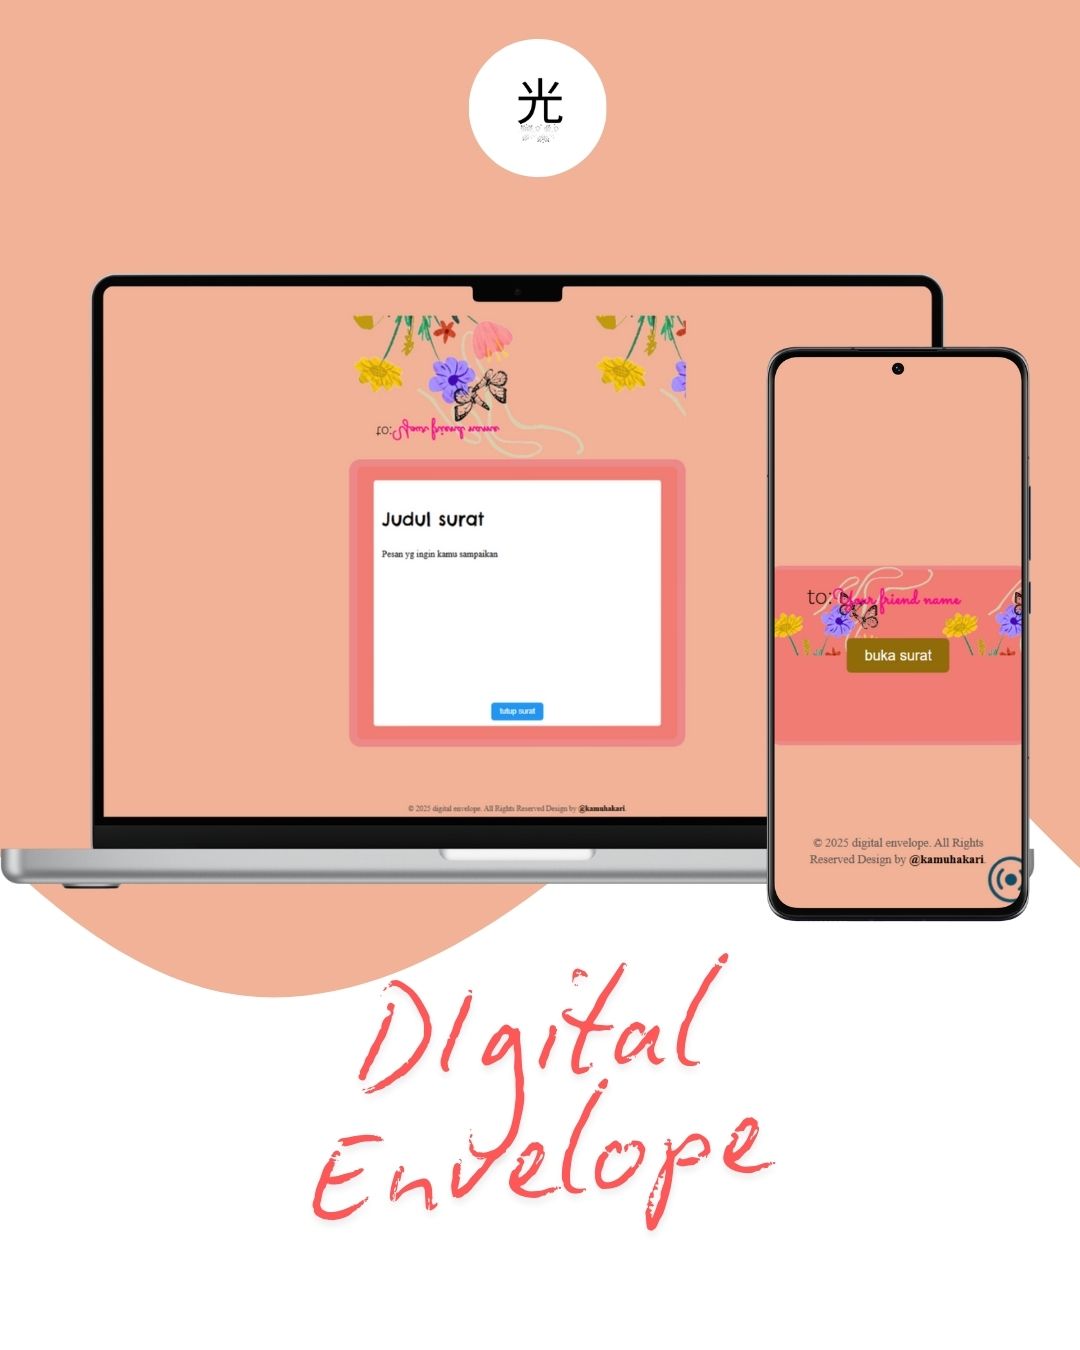 光
to:Your friend name
Judul surat
Pesan yg ingin kamu sampaikan
tutup surat
© 2025 digital envelope. All Rights Reserved Design by @kamuhakari.
to:Your friend name
buka surat
© 2025 digital envelope. All Rights
Reserved Design by @kamuhakari.
DIgital
Envelope